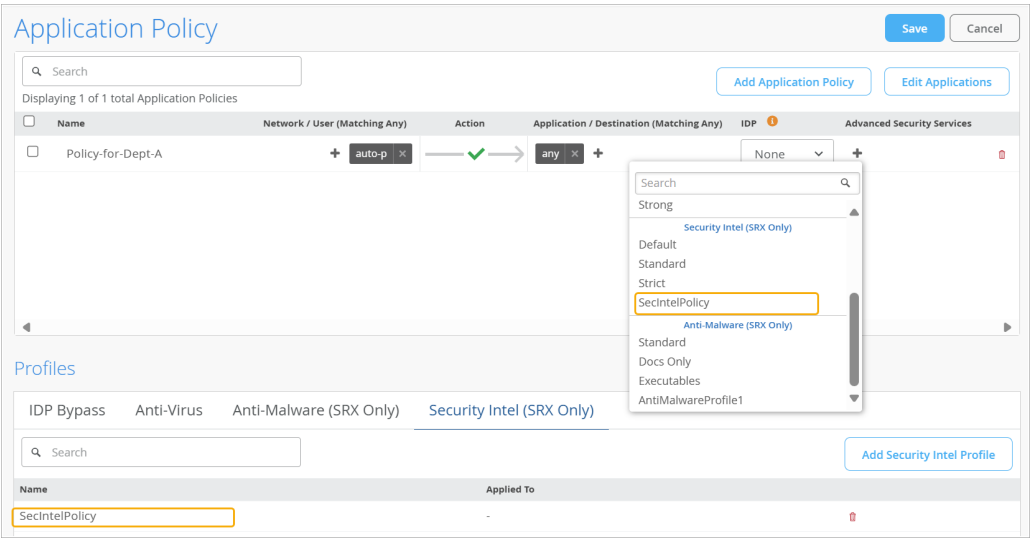 Application Policy
Save
Cancel
Search
Add Application Policy
Edit Applications
Displaying 1 of 1 total Application Policies
Name
Network / User (Matching Any)
Action
Application / Destination (Matching Any)
IDP
Advanced Security Services
Policy-for-Dept-A
+ auto-p ×
any × +
None
+
Search
Strong
Security Intel (SRX Only)
Default
Standard
Strict
SecIntelPolicy
Anti-Malware (SRX Only)
Standard
Docs Only
Executables
AntiMalwareProfile1
Profiles
IDP Bypass
Anti-Virus
Anti-Malware (SRX Only)
Security Intel (SRX Only)
Search
Add Security Intel Profile
Name
Applied To
SecIntelPolicy
-